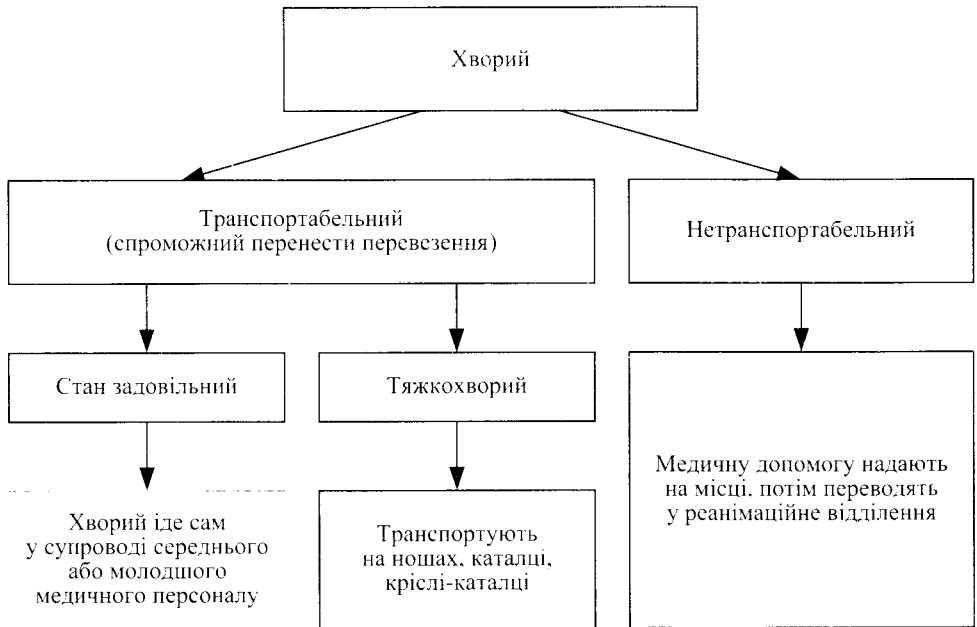 Хворий
Транспортабельний
(спроможний перенести перевезення)
Нетранспортабельний
Стан задовільний
Тяжкохворий
Хворий іде сам
у супроводі середнього
або молодшого
медичного персоналу
Транспортують
на ношах, каталці,
кріслі-каталці
Медичну допомогу надають
на місці, потім переводять
у реанімаційне відділення